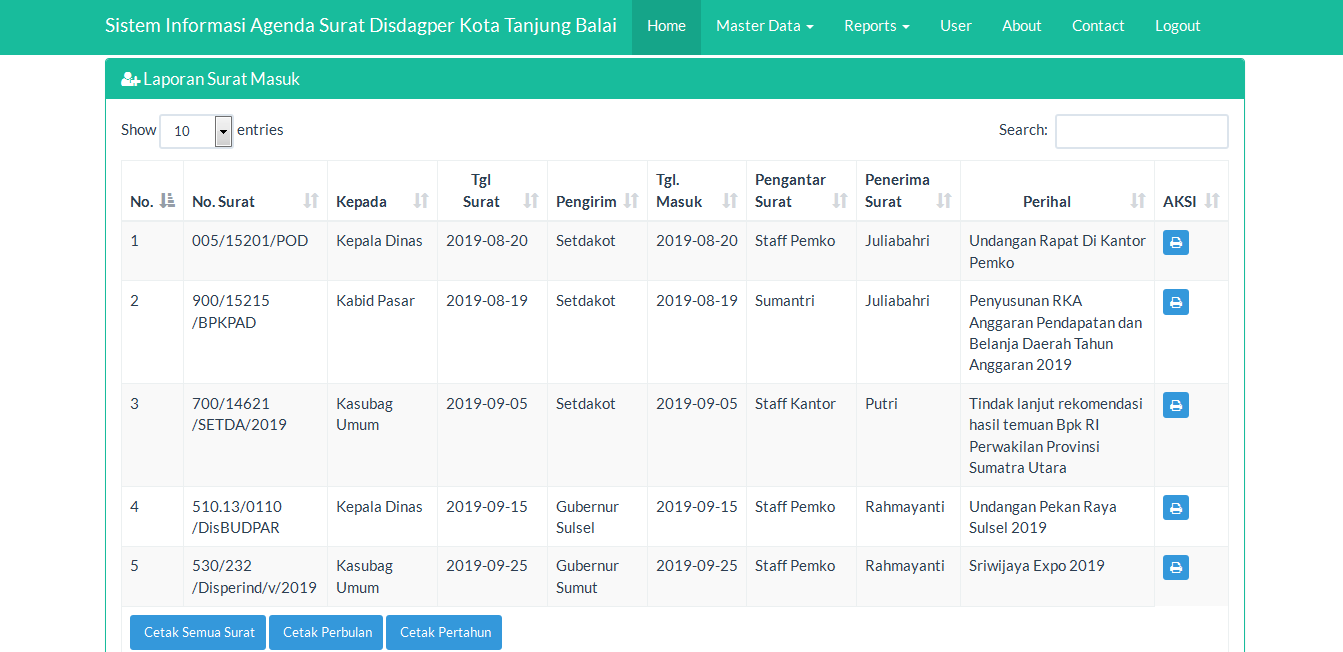 Sistem Informasi Agenda Surat Disdagper Kota Tanjung Balai Home Master Data Reports User About Contact Logout
Laporan Surat Masuk
Show 10 entries Search:
No. No. Surat Kepada Tgl Surat Pengirim Tgl. Masuk Pengantar Surat Penerima Surat Perihal AKSI
1 005/15201/POD Kepala Dinas 2019-08-20 Setdakot 2019-08-20 Staff Pemko Juliabahri Undangan Rapat Di Kantor
Pemko
2 900/15215 Kabid Pasar 2019-08-19 Setdakot 2019-08-19 Sumantri Juliabahri Penyusunan RKA
/BPKPAD Anggaran Pendapatan dan
Belanja Daerah Tahun
Anggaran 2019
3 700/14621 Kasubag 2019-09-05 Setdakot 2019-09-05 Staff Kantor Putri Tindak lanjut rekomendasi
/SETDA/2019 Umum hasil temuan Bpk RI
Perwakilan Provinsi
Sumatra Utara
4 510.13/0110 Kepala Dinas 2019-09-15 Gubernur 2019-09-15 Staff Pemko Rahmayanti Undangan Pekan Raya
/DisBUDPAR Sulsel Sulsel 2019
5 530/232 Kasubag 2019-09-25 Gubernur 2019-09-25 Staff Pemko Rahmayanti Sriwijaya Expo 2019
/Disperind/v/2019 Umum Sumut
Cetak Semua Surat Cetak Perbulan Cetak Pertahun